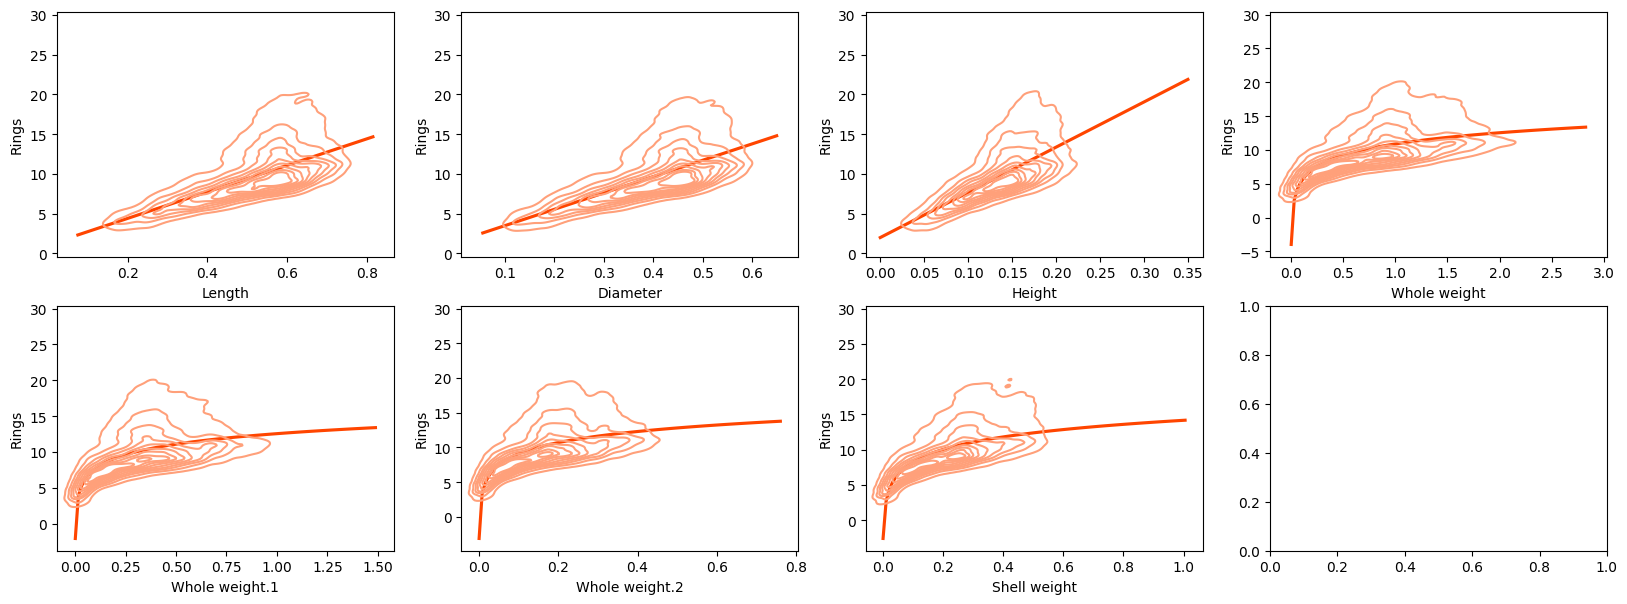 30
25
20
15
10
5
0
Rings
0.2 0.4 0.6 0.8
Length
30
25
20
15
10
5
0
Rings
0.1 0.2 0.3 0.4 0.5 0.6
Diameter
30
25
20
15
10
5
0
Rings
0.00 0.05 0.10 0.15 0.20 0.25 0.30 0.35
Height
30
25
20
15
10
5
0
−5
Rings
0.0 0.5 1.0 1.5 2.0 2.5 3.0
Whole weight
30
25
20
15
10
5
0
Rings
0.00 0.25 0.50 0.75 1.00 1.25 1.50
Whole weight.1
30
25
20
15
10
5
0
Rings
0.0 0.2 0.4 0.6 0.8
Whole weight.2
30
25
20
15
10
5
0
Rings
0.0 0.2 0.4 0.6 0.8 1.0
Shell weight
1.0
0.8
0.6
0.4
0.2
0.0
0.0 0.2 0.4 0.6 0.8 1.0